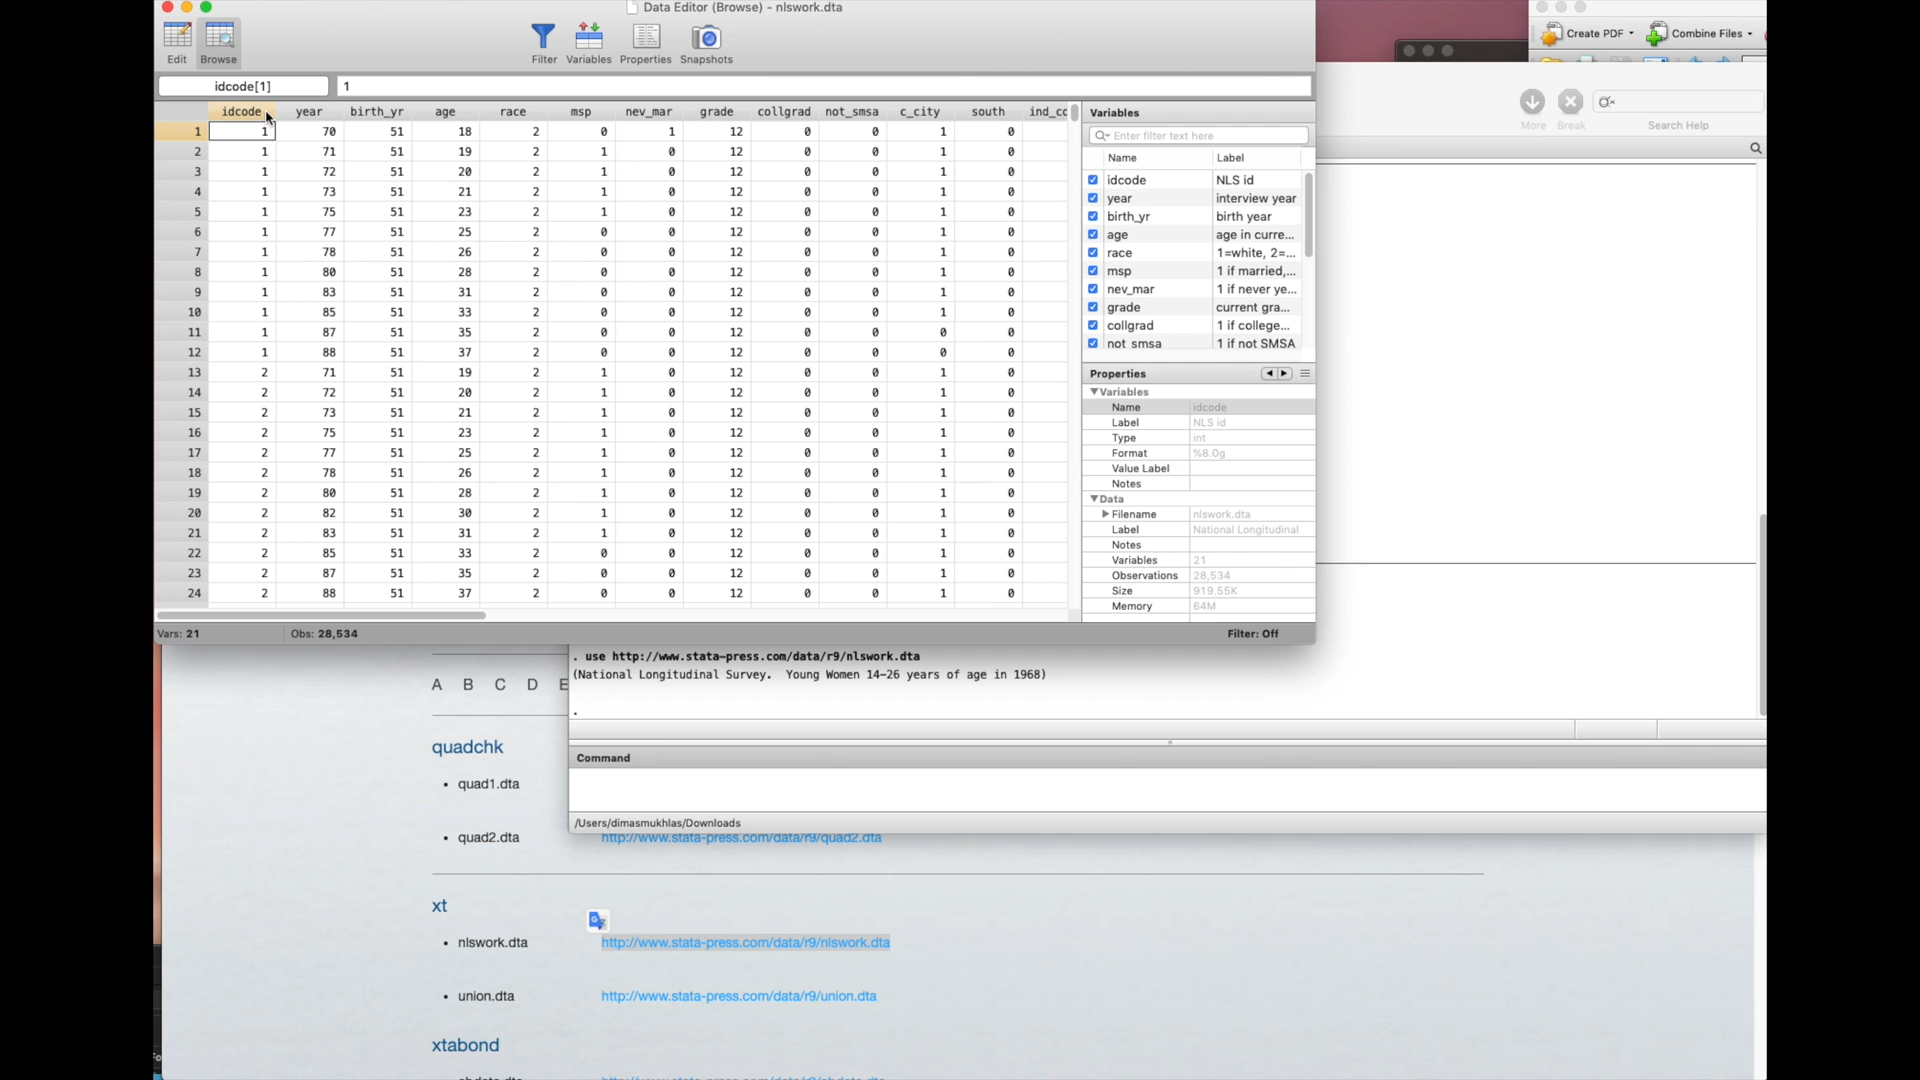 Data Editor (Browse) - nlswork.dta
Create PDF
Combine Files
Edit Browse Filter Variables Properties Snapshots
idcode[1] 1
More Break Search Help
idcode year birth_yr age race msp nev_mar grade collgrad not_smsa c_city south ind_cc
1 1 70 51 18 2 0 1 12 0 0 1 0
2 1 71 51 19 2 1 0 12 0 0 1 0
3 1 72 51 20 2 1 0 12 0 0 1 0
4 1 73 51 21 2 1 0 12 0 0 1 0
5 1 75 51 23 2 1 0 12 0 0 1 0
6 1 77 51 25 2 0 0 12 0 0 1 0
7 1 78 51 26 2 0 0 12 0 0 1 0
8 1 80 51 28 2 0 0 12 0 0 1 0
9 1 83 51 31 2 0 0 12 0 0 1 0
10 1 85 51 33 2 0 0 12 0 0 1 0
11 1 87 51 35 2 0 0 12 0 0 0 0
12 1 88 51 37 2 0 0 12 0 0 0 0
13 2 71 51 19 2 1 0 12 0 0 1 0
14 2 72 51 20 2 1 0 12 0 0 1 0
15 2 73 51 21 2 1 0 12 0 0 1 0
16 2 75 51 23 2 1 0 12 0 0 1 0
17 2 77 51 25 2 1 0 12 0 0 1 0
18 2 78 51 26 2 1 0 12 0 0 1 0
19 2 80 51 28 2 1 0 12 0 0 1 0
20 2 82 51 30 2 1 0 12 0 0 1 0
21 2 83 51 31 2 1 0 12 0 0 1 0
22 2 85 51 33 2 0 0 12 0 0 1 0
23 2 87 51 35 2 0 0 12 0 0 1 0
24 2 88 51 37 2 0 0 12 0 0 1 0
Variables
Enter filter text here
Name Label
idcode NLS id
year interview year
birth_yr birth year
age age in curre...
race 1=white, 2=...
msp 1 if married,...
nev_mar 1 if never ye...
grade current gra...
collgrad 1 if college...
not_smsa 1 if not SMSA
Properties
Variables
Name idcode
Label NLS id
Type int
Format %8.0g
Value Label
Notes
Data
Filename nlswork.dta
Label National Longitudinal
Notes
Variables 21
Observations 28,534
Size 919.55K
Memory 64M
Vars: 21 Obs: 28,534 Filter: Off
. use http://www.stata-press.com/data/r9/nlswork.dta
(National Longitudinal Survey. Young Women 14-26 years of age in 1968)
.
Command
/Users/dimasmukhlas/Downloads
A B C D E
quadchk
• quad1.dta
• quad2.dta http://www.stata-press.com/data/r9/quad2.dta
xt
• nlswork.dta http://www.stata-press.com/data/r9/nlswork.dta
• union.dta http://www.stata-press.com/data/r9/union.dta
xtabond